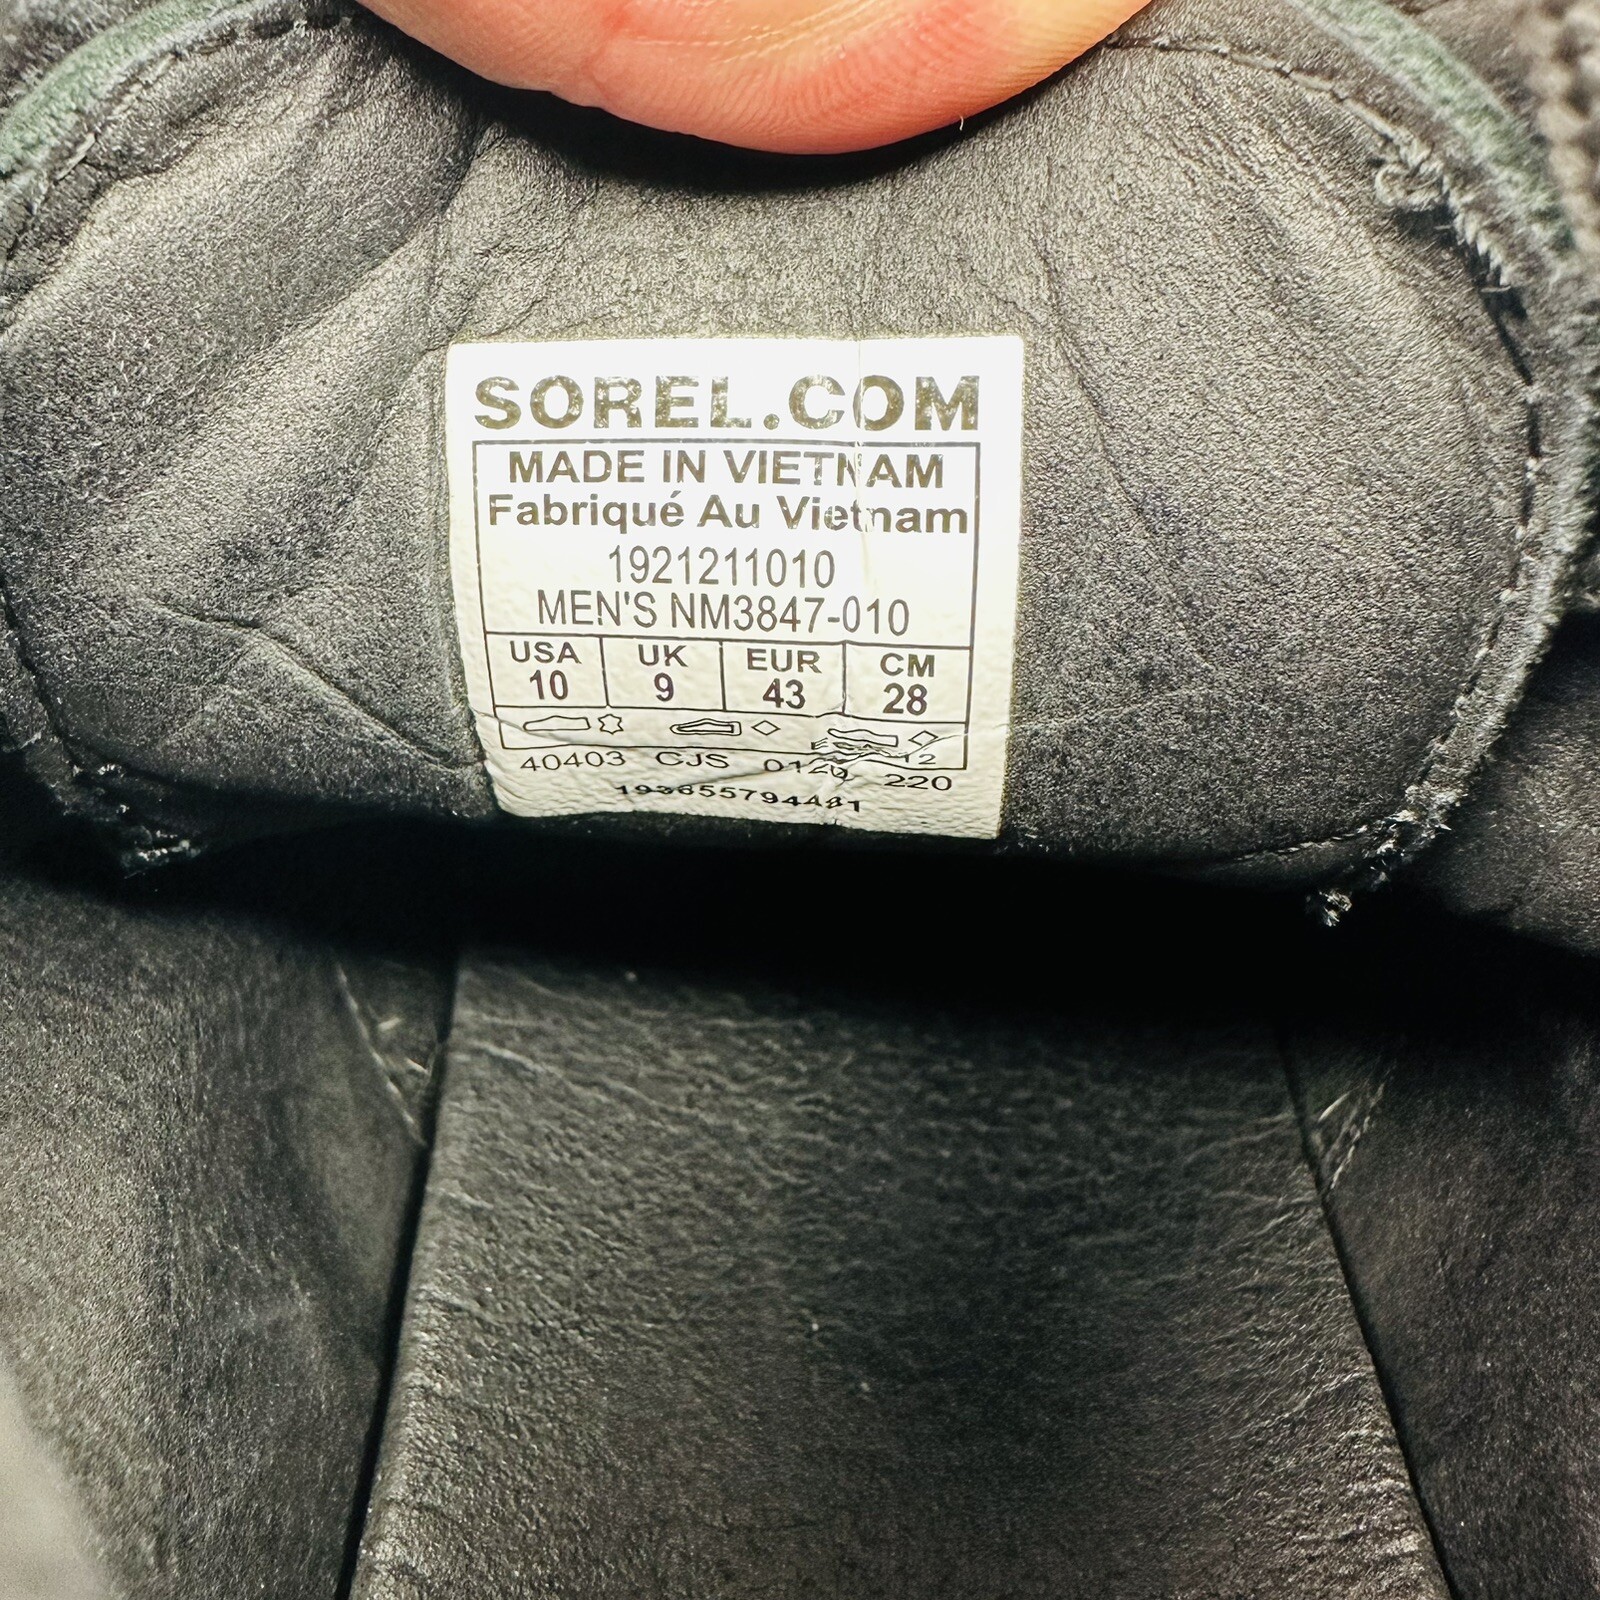 SOREL.COM
MADE IN VIETNAM
Fabriqué Au Vietnam
1921211010
MEN'S NM3847-010
USA UK EUR CM
10 9 43 28
40403 CJS 220